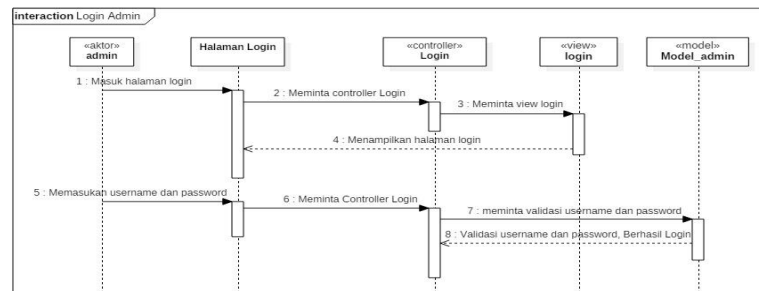 interaction Login Admin
«aktor»
admin
Halaman Login
«controller»
Login
«view»
login
«model»
Model_admin
1 : Masuk halaman login
2 : Meminta controller Login
3 : Meminta view login
4 : Menampilkan halaman login
5 : Memasukan username dan password
6 : Meminta Controller Login
7 : meminta validasi username dan password
8 : Validasi username dan password, Berhasil Login